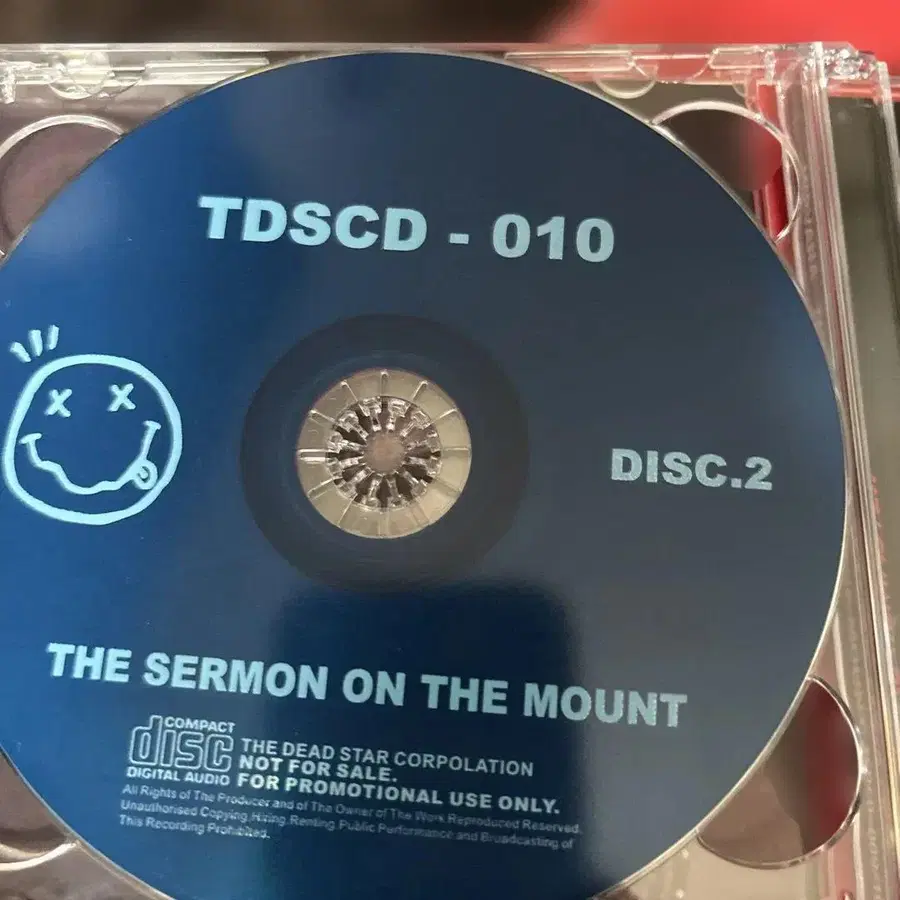 TDSCD - 010
DISC.2
THE SERMON ON THE MOUNT
COMPACT
disc
DIGITAL AUDIO
THE DEAD STAR CORPOLATION
NOT FOR SALE.
FOR PROMOTIONAL USE ONLY.
All Rights of The Producer and of The Owner of The Work Reproduced Reserved.
Unauthorised Copying,Hiring,Renting,Public Performance and Broadcasting of
This Recording Prohibited.